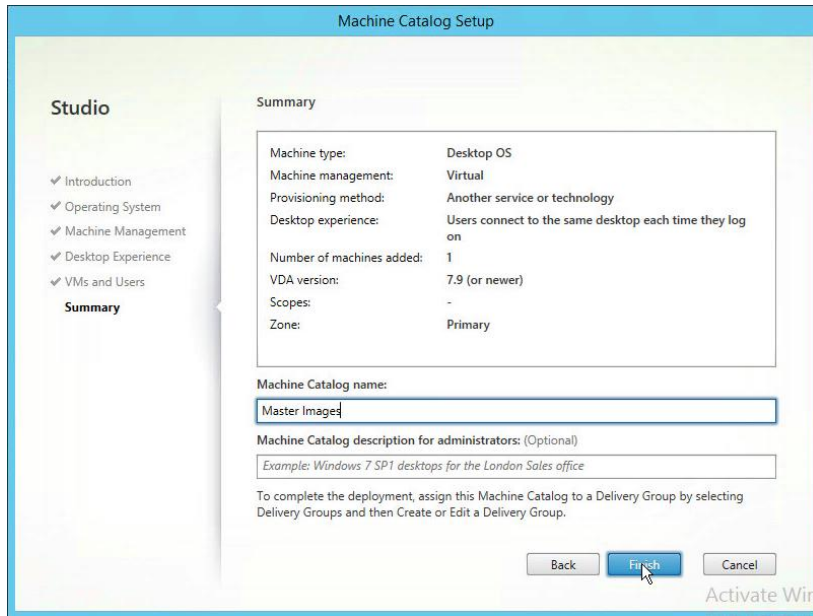 Machine Catalog Setup
Studio
✔ Introduction
✔ Operating System
✔ Machine Management
✔ Desktop Experience
✔ VMs and Users
Summary
Summary
Machine type: Desktop OS
Machine management: Virtual
Provisioning method: Another service or technology
Desktop experience: Users connect to the same desktop each time they log
on
Number of machines added: 1
VDA version: 7.9 (or newer)
Scopes: -
Zone: Primary
Machine Catalog name:
Master Images
Machine Catalog description for administrators: (Optional)
Example: Windows 7 SP1 desktops for the London Sales office
To complete the deployment, assign this Machine Catalog to a Delivery Group by selecting
Delivery Groups and then Create or Edit a Delivery Group.
Back Finish Cancel
Activate Win